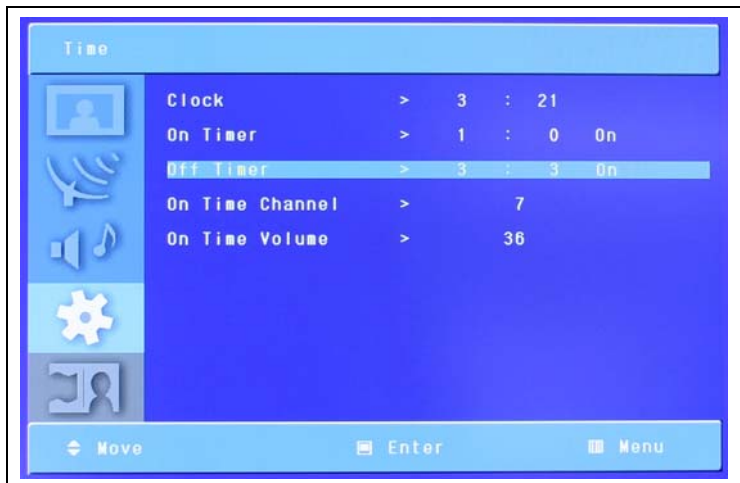 Time
Clock > 3 : 21
On Timer > 1 : 0 On
Off Timer > 3 : 3 On
On Time Channel > 7
On Time Volume > 36
Move Enter Menu